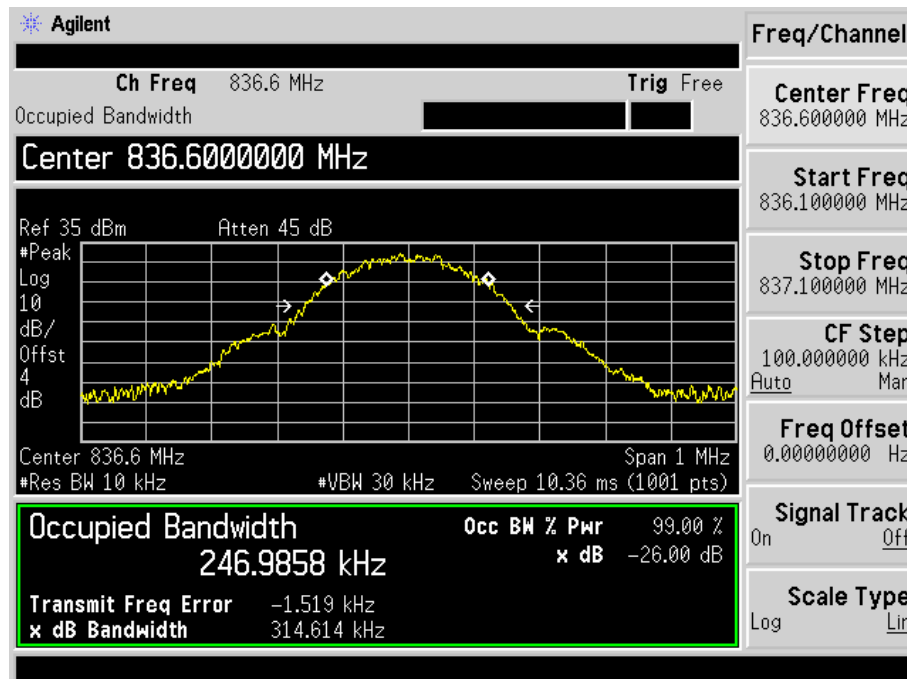 Agilent
Ch Freq 836.6 MHz Trig Free
Occupied Bandwidth
Center 836.6000000 MHz
Ref 35 dBm Atten 45 dB
#Peak
Log
10
dB/
Offst
4
dB
Center 836.6 MHz Span 1 MHz
#Res BW 10 kHz #VBW 30 kHz Sweep 10.36 ms (1001 pts)
Occupied Bandwidth
246.9858 kHz
Occ BW % Pwr 99.00 %
x dB -26.00 dB
Transmit Freq Error -1.519 kHz
x dB Bandwidth 314.614 kHz
Freq/Channel
Center Freq
836.600000 MHz
Start Freq
836.100000 MHz
Stop Freq
837.100000 MHz
CF Step
100.000000 kHz
Auto Man
Freq Offset
0.00000000 Hz
Signal Track
On Off
Scale Type
Log Lin